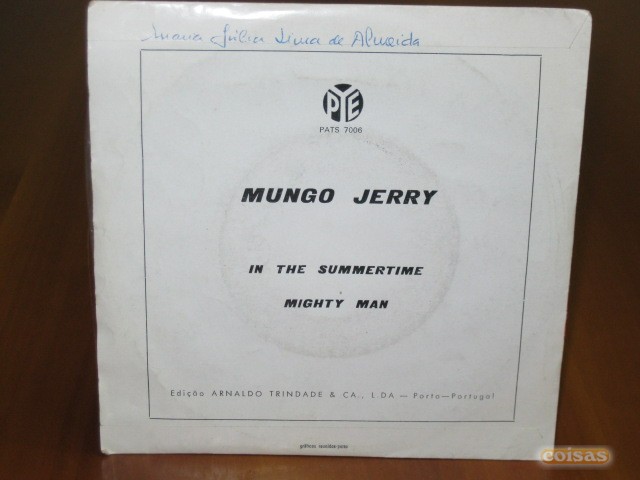 Maria Júlia Lima de Almeida
PYE
PATS 7006
MUNGO JERRY
IN THE SUMMERTIME
MIGHTY MAN
Edição ARNALDO TRINDADE & CA., L.DA — Porto—Portugal
coisas